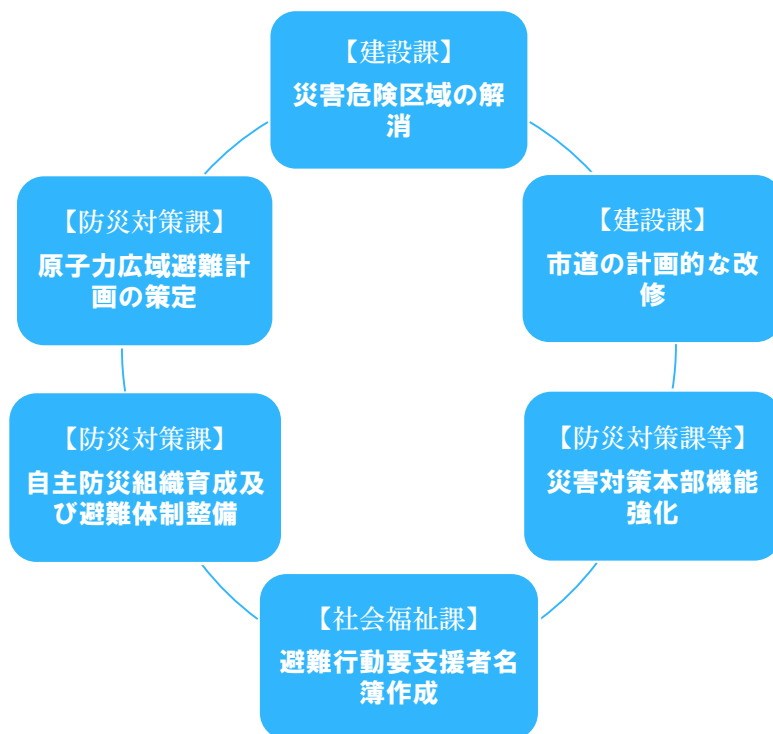 【建設課】
災害危険区域の解
消
【建設課】
市道の計画的な改
修
【防災対策課等】
災害対策本部機能
強化
【社会福祉課】
避難行動要支援者名
簿作成
【防災対策課】
自主防災組織育成及
び避難体制整備
【防災対策課】
原子力広域避難計
画の策定